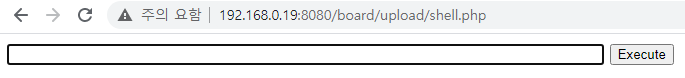 주의 요함 | 192.168.0.19:8080/board/upload/shell.php
Execute